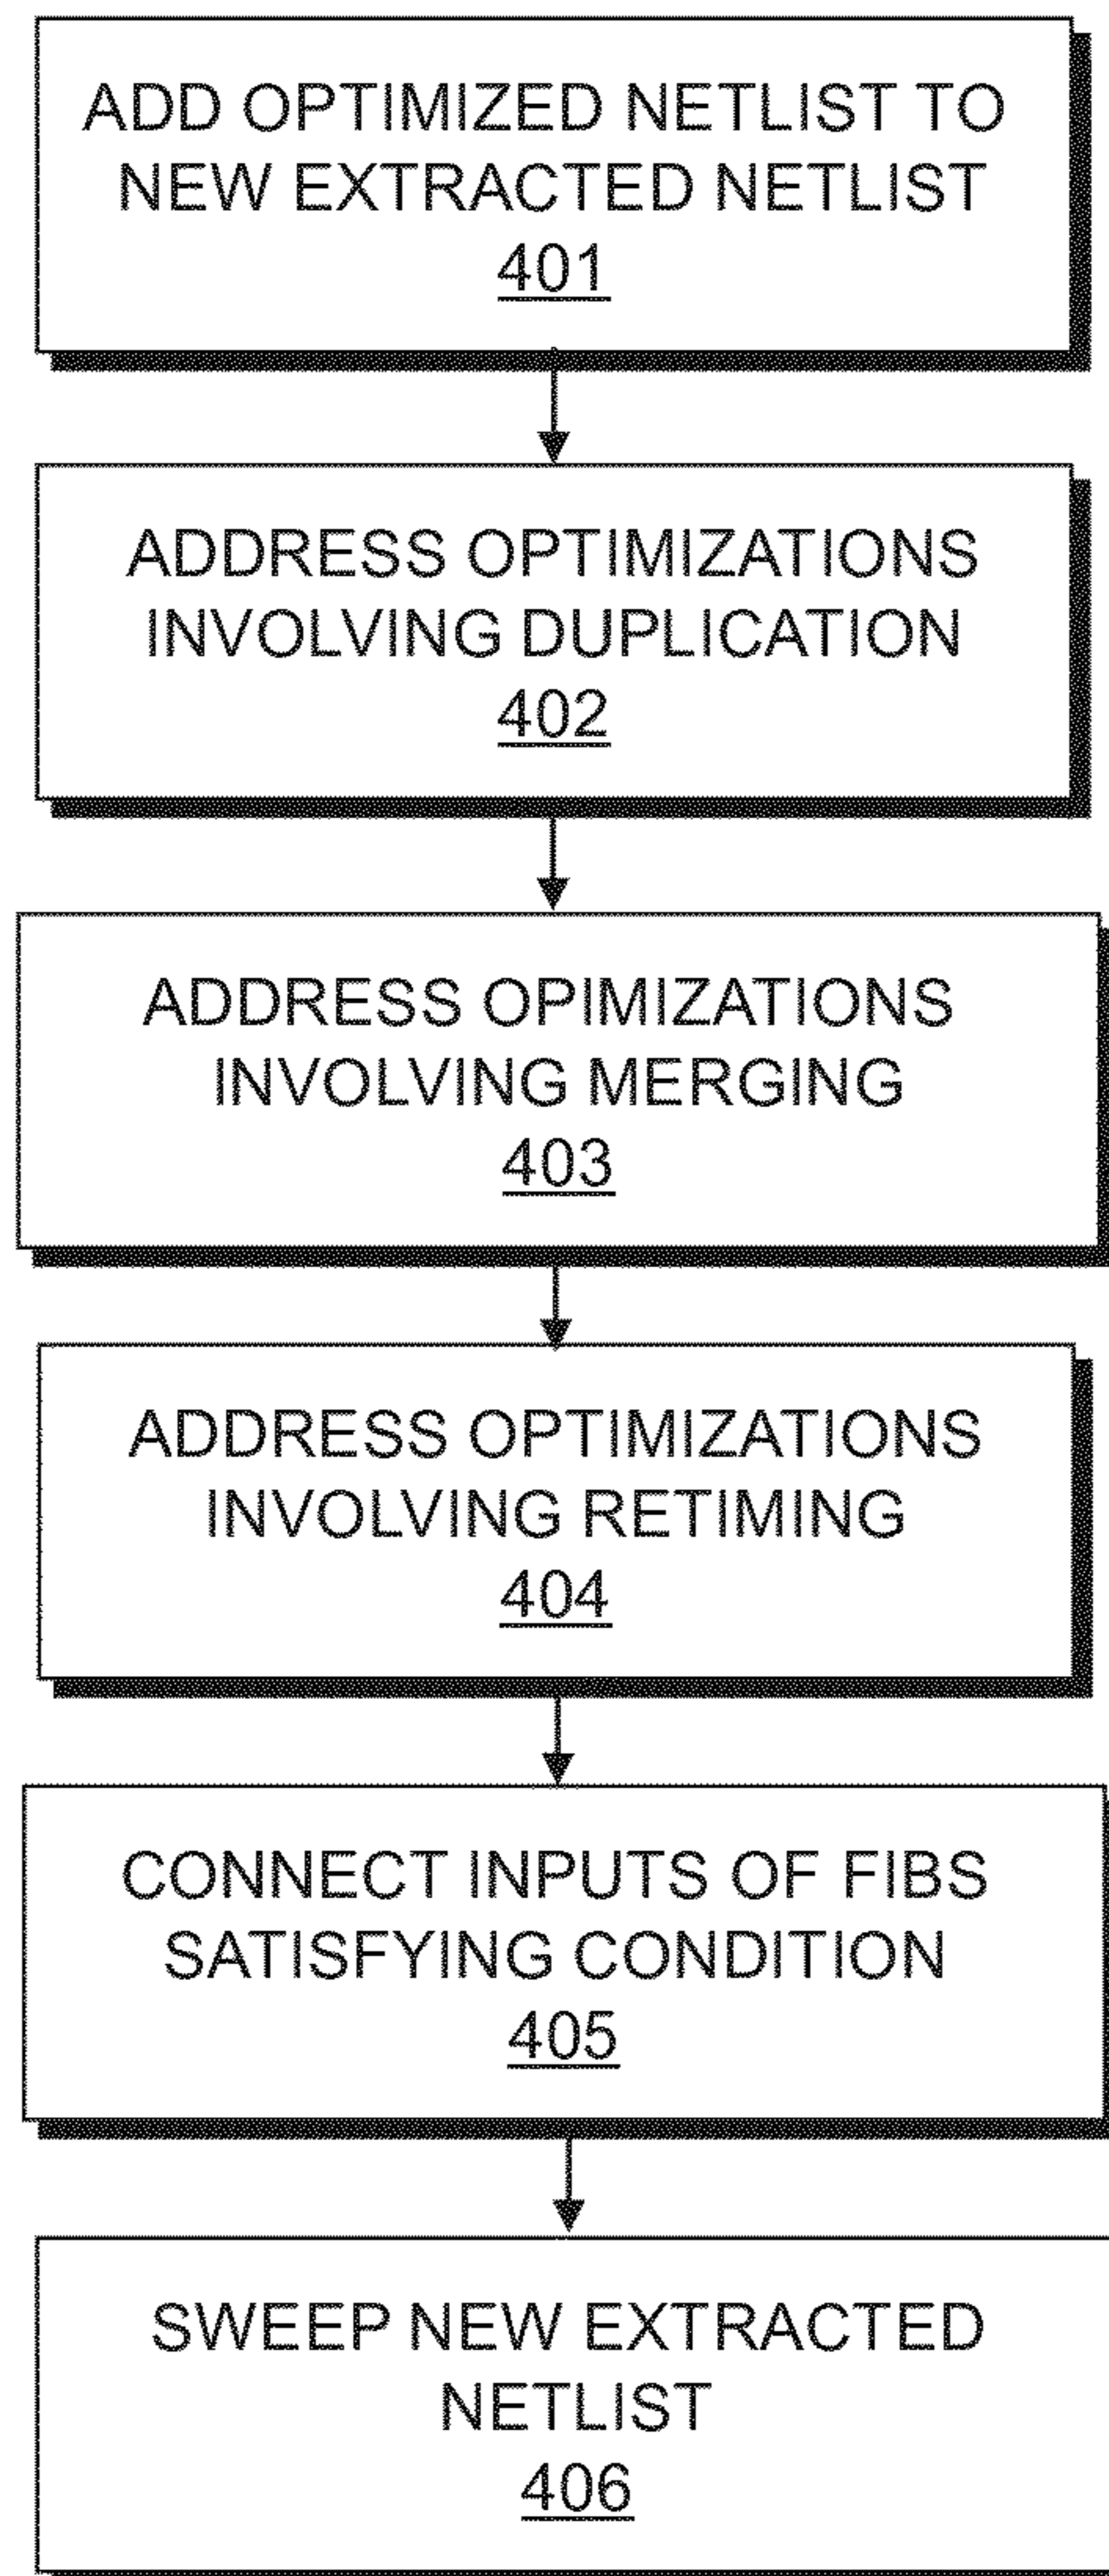 ADD OPTIMIZED NETLIST TO
NEW EXTRACTED NETLIST
401
ADDRESS OPTIMIZATIONS
INVOLVING DUPLICATION
402
ADDRESS OPIMIZATIONS
INVOLVING MERGING
403
ADDRESS OPTIMIZATIONS
INVOLVING RETIMING
404
CONNECT INPUTS OF FIBS
SATISFYING CONDITION
405
SWEEP NEW EXTRACTED
NETLIST
406